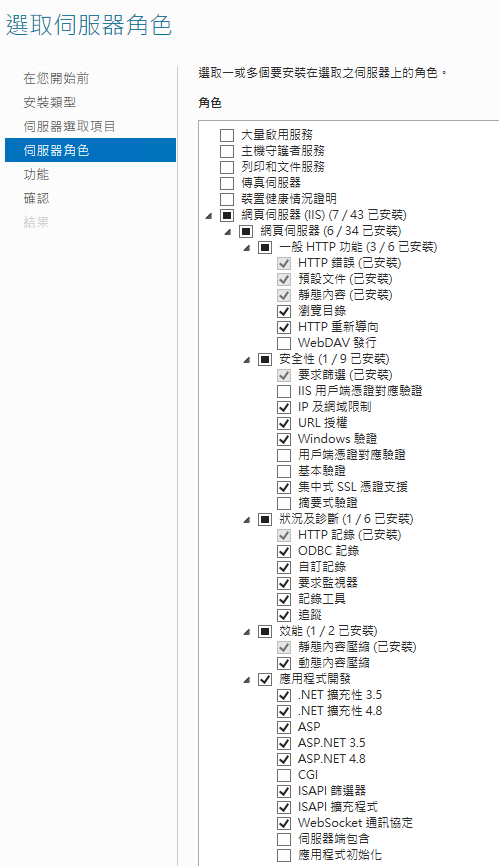 選取伺服器角色
在您開始前
安裝類型
伺服器選取項目
伺服器角色
功能
確認
結果
選取一或多個要安裝在選取之伺服器上的角色。
角色
大量啟用服務
主機守護者服務
列印和文件服務
傳真伺服器
裝置健康情況證明
網頁伺服器 (IIS) (7 / 43 已安裝)
網頁伺服器 (6 / 34 已安裝)
一般 HTTP 功能 (3 / 6 已安裝)
HTTP 錯誤 (已安裝)
預設文件 (已安裝)
靜態內容 (已安裝)
瀏覽目錄
HTTP 重新導向
WebDAV 發行
安全性 (1 / 9 已安裝)
要求篩選 (已安裝)
IIS 用戶端憑證對應驗證
IP 及網域限制
URL 授權
Windows 驗證
用戶端憑證對應驗證
基本驗證
集中式 SSL 憑證支援
摘要式驗證
狀況及診斷 (1 / 6 已安裝)
HTTP 記錄 (已安裝)
ODBC 記錄
自訂記錄
要求監視器
記錄工具
追蹤
效能 (1 / 2 已安裝)
靜態內容壓縮 (已安裝)
動態內容壓縮
應用程式開發
.NET 擴充性 3.5
.NET 擴充性 4.8
ASP
ASP.NET 3.5
ASP.NET 4.8
CGI
ISAPI 篩選器
ISAPI 擴充程式
WebSocket 通訊協定
伺服器端包含
應用程式初始化